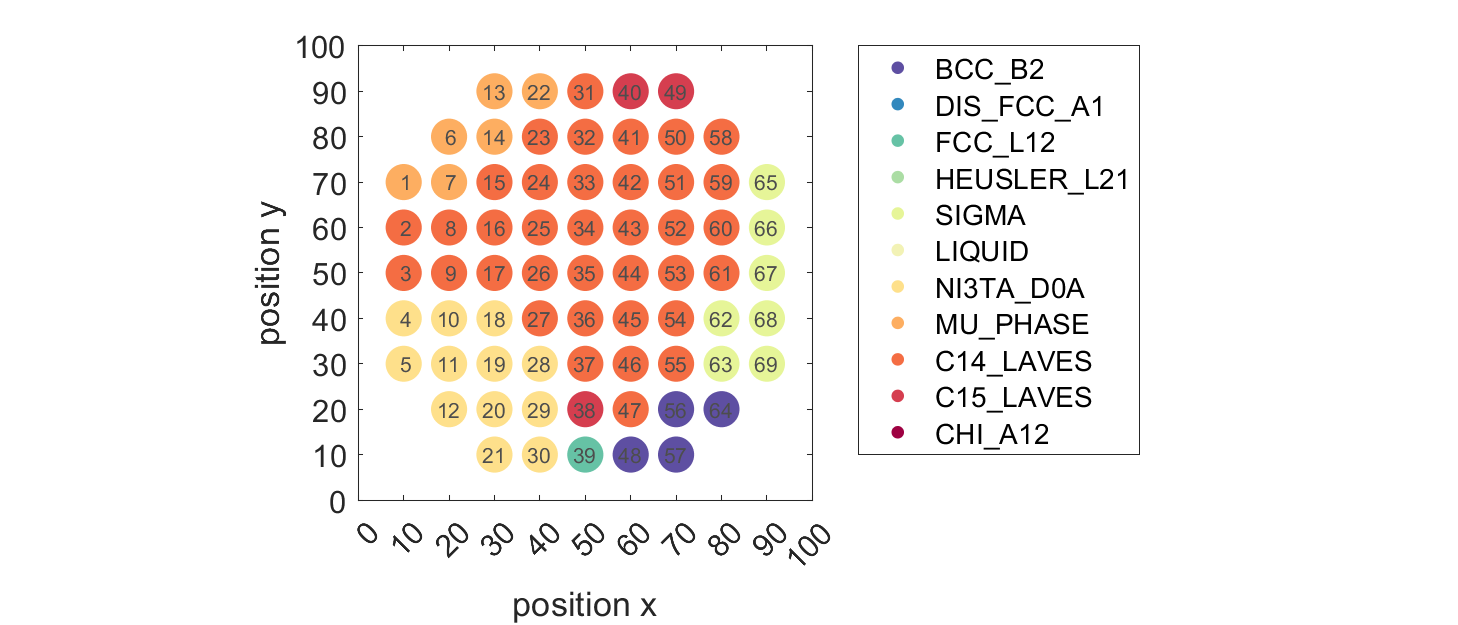 100
90
80
70
60
50
40
30
20
10
0
position y
13 22 31 40 49
6 14 23 32 41 50 58
1 7 15 24 33 42 51 59 65
2 8 16 25 34 43 52 60 66
3 9 17 26 35 44 53 61 67
4 10 18 27 36 45 54 62 68
5 11 19 28 37 46 55 63 69
12 20 29 38 47 56 64
21 30 39 48 57
0 10 20 30 40 50 60 70 80 90 100
position x
BCC_B2
DIS_FCC_A1
FCC_L12
HEUSLER_L21
SIGMA
LIQUID
NI3TA_D0A
MU_PHASE
C14_LAVES
C15_LAVES
CHI_A12